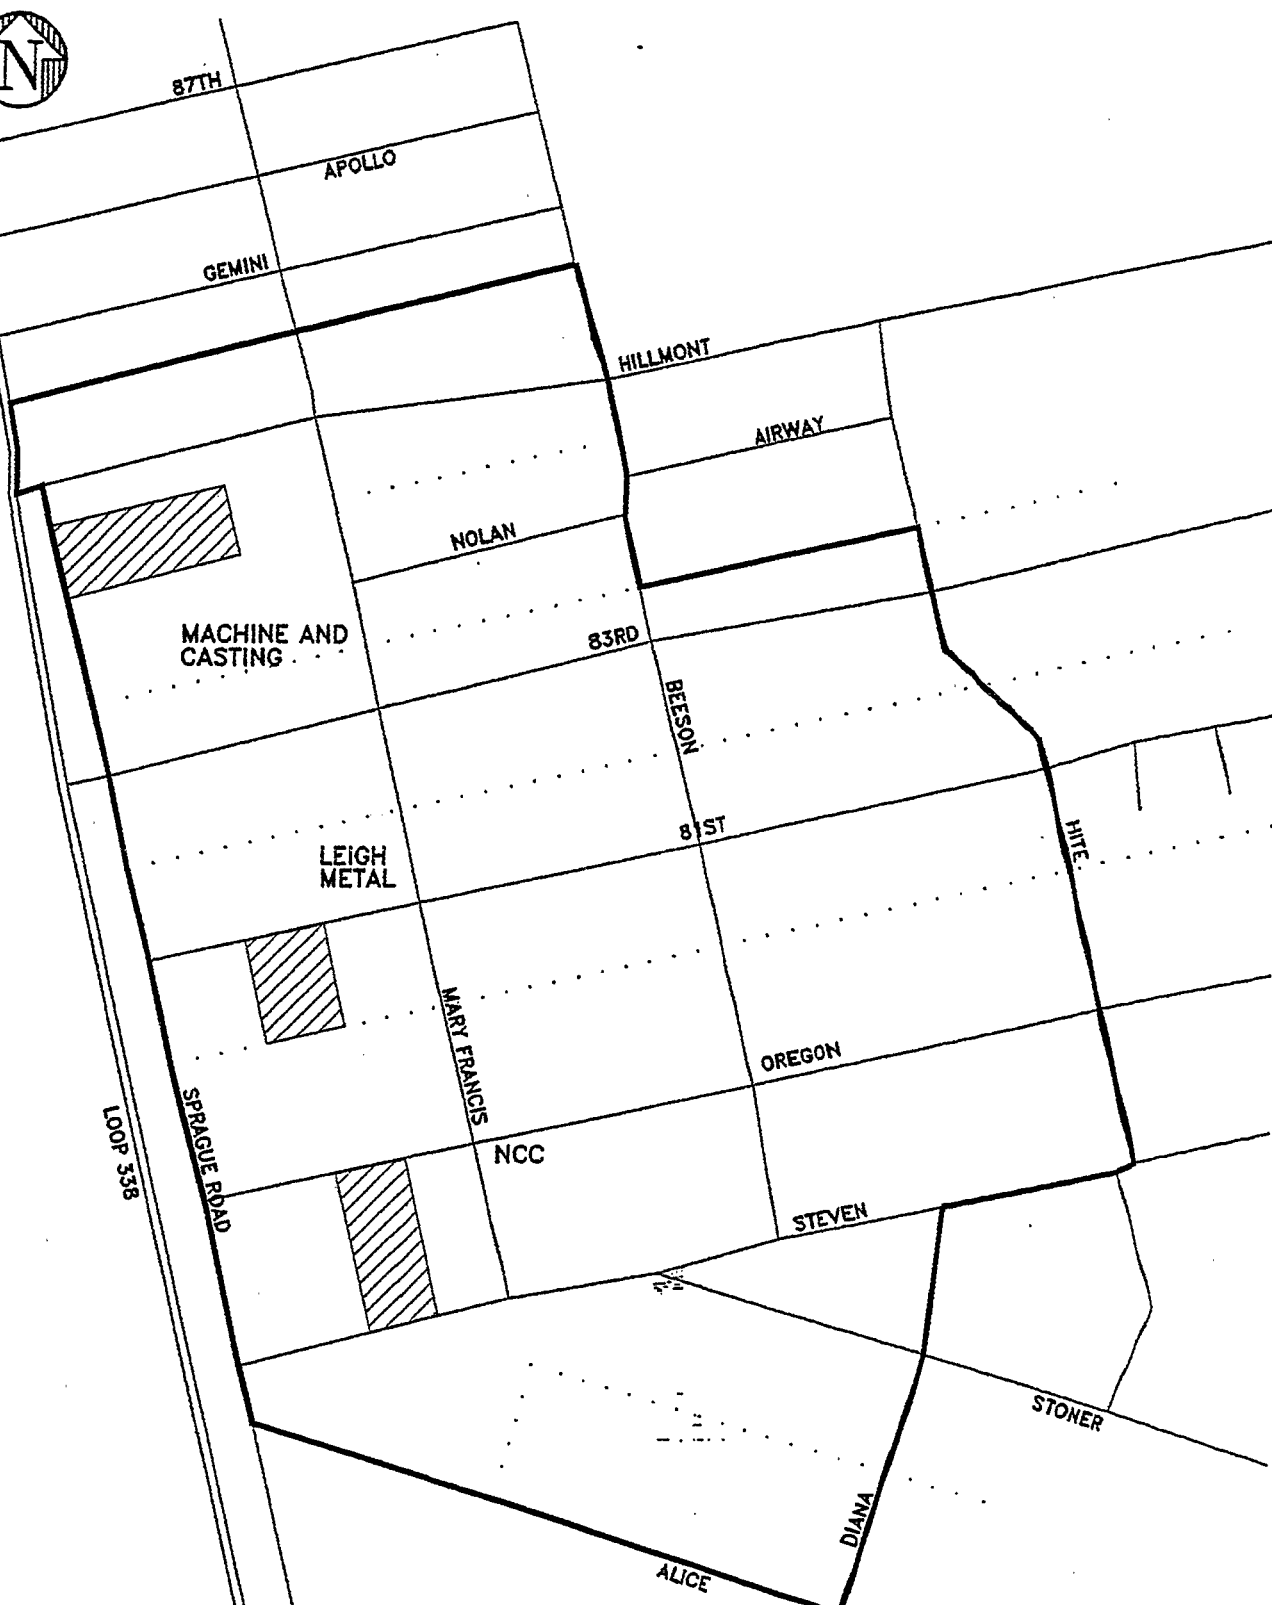 N
87TH
APOLLO
GEMINI
HILLMONT
AIRWAY
NOLAN
MACHINE AND
CASTING
83RD
BEESON
81ST
LEIGH
METAL
HITE
MARY FRANCIS
OREGON
SPRAGUE ROAD
LOOP 338
NCC
STEVEN
STONER
DIANA
ALICE